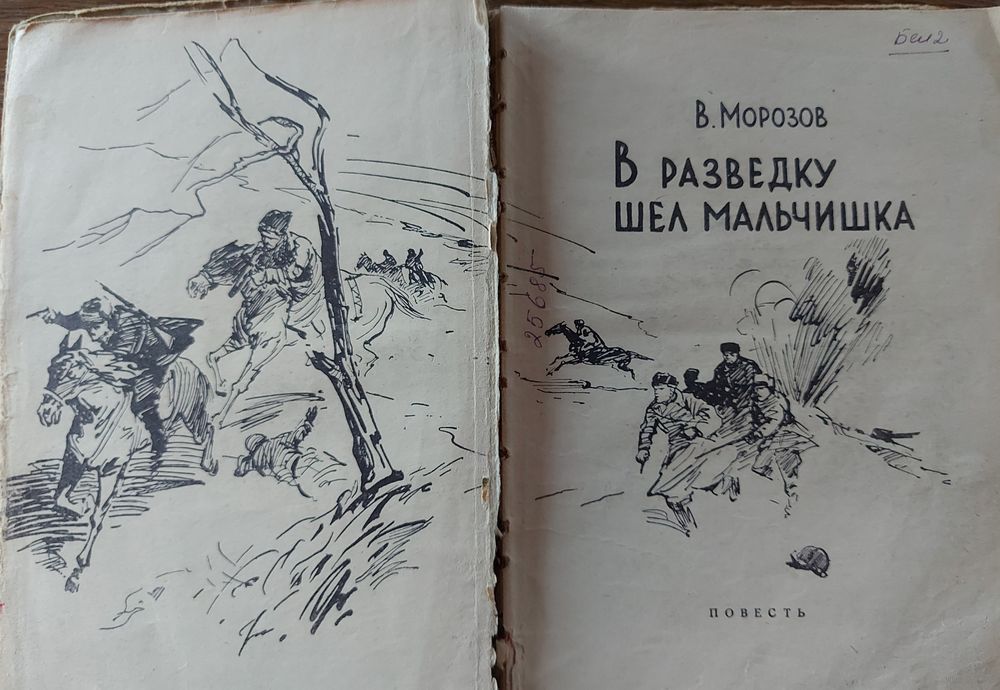 Бел2
В. МОРОЗОВ
В РАЗВЕДКУ
ШЕЛ МАЛЬЧИШКА
25685
ПОВЕСТЬ